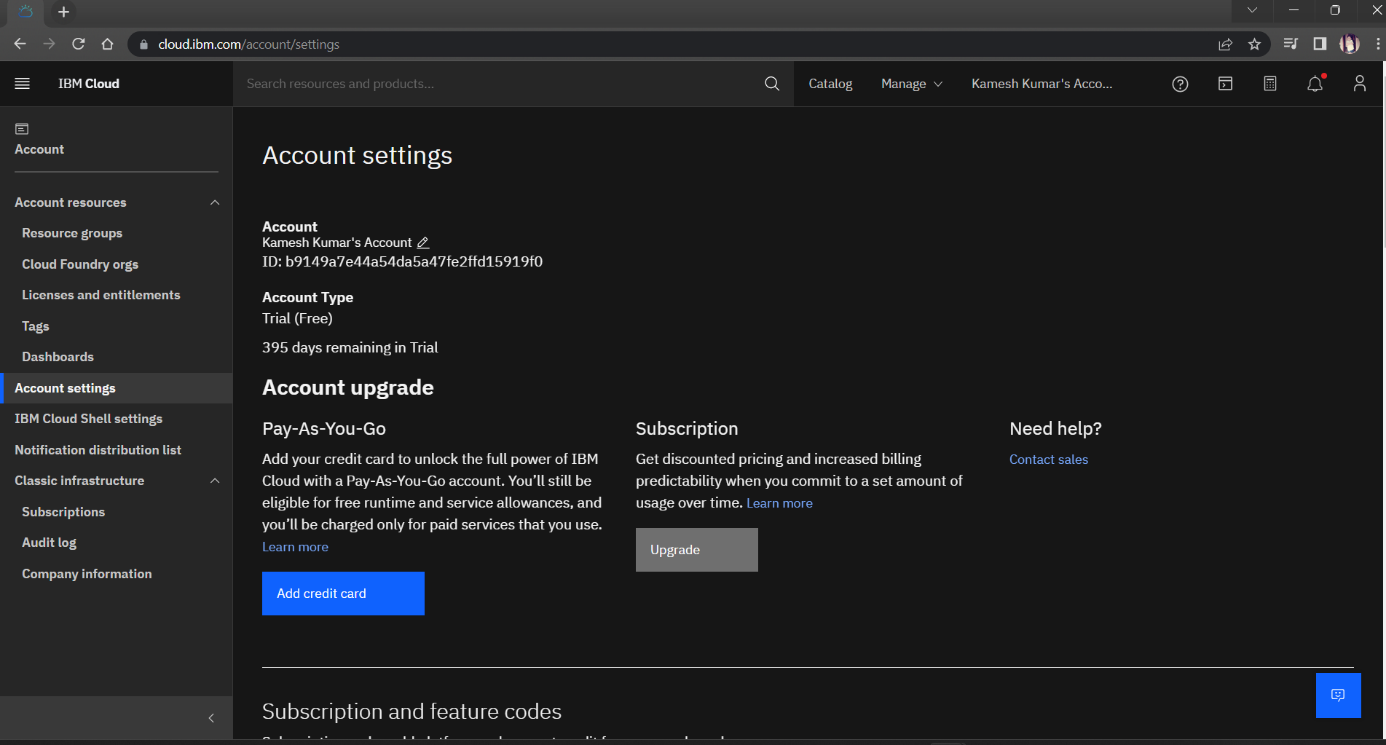 cloud.ibm.com/account/settings
IBM Cloud
Search resources and products...
Catalog
Manage
Kamesh Kumar's Acco...
Account
Account resources
Resource groups
Cloud Foundry orgs
Licenses and entitlements
Tags
Dashboards
Account settings
IBM Cloud Shell settings
Notification distribution list
Classic infrastructure
Subscriptions
Audit log
Company information
Account settings
Account
Kamesh Kumar's Account
ID: b9149a7e44a54da5a47fe2ffd15919f0
Account Type
Trial (Free)
395 days remaining in Trial
Account upgrade
Pay-As-You-Go
Add your credit card to unlock the full power of IBM
Cloud with a Pay-As-You-Go account. You’ll still be
eligible for free runtime and service allowances, and
you’ll be charged only for paid services that you use.
Learn more
Add credit card
Subscription
Get discounted pricing and increased billing
predictability when you commit to a set amount of
usage over time. Learn more
Upgrade
Need help?
Contact sales
Subscription and feature codes